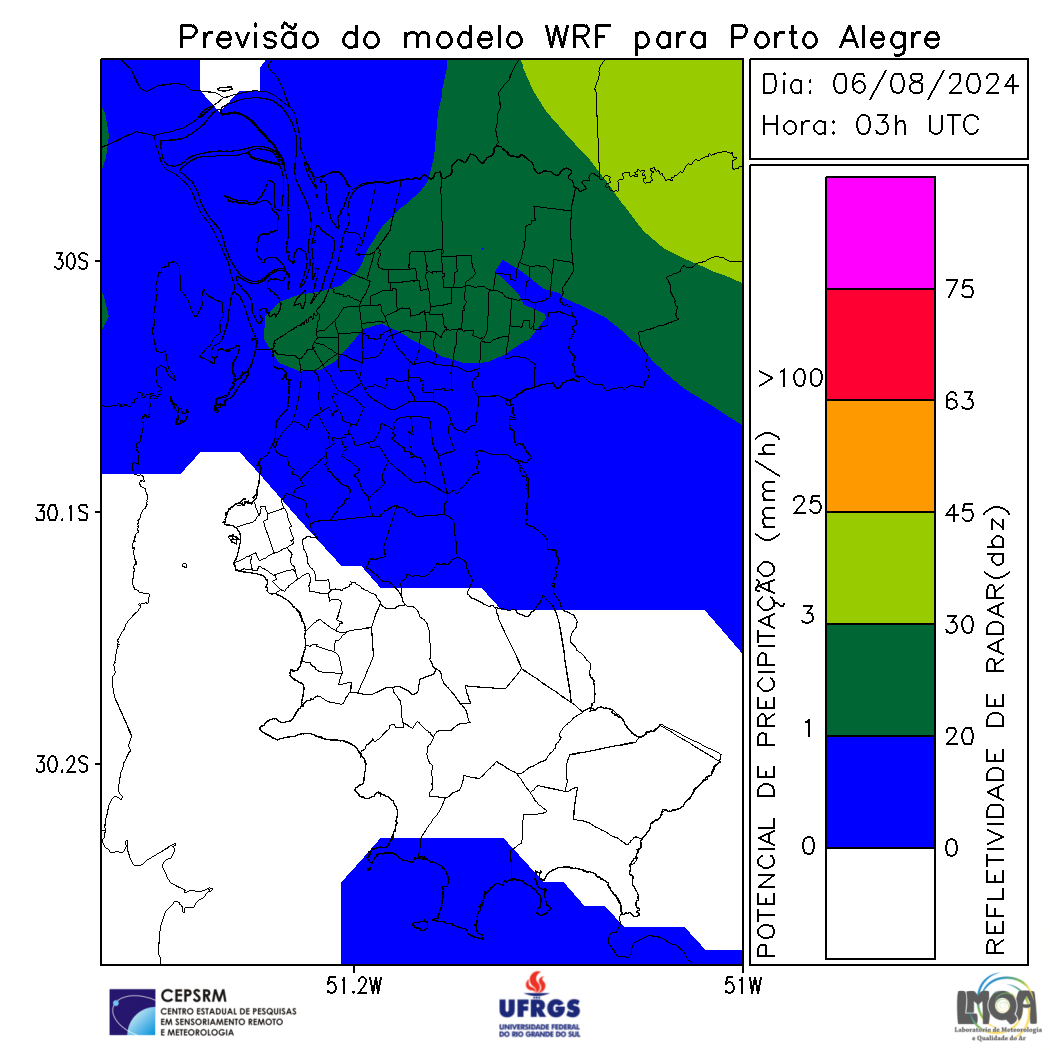 Previsão do modelo WRF para Porto Alegre
Dia: 06/08/2024
Hora: 03h UTC
30S
30.1S
30.2S
51.2W
51W
POTENCIAL DE PRECIPITAÇÃO (mm/h)
>100
25
3
1
0
75
63
45
30
20
0
REFLETIVIDADE DE RADAR(dbz)
CEPSRM
CENTRO ESTADUAL DE PESQUISAS
EM SENSORIAMENTO REMOTO
E METEOROLOGIA
UFRGS
UNIVERSIDADE FEDERAL
DO RIO GRANDE DO SUL
LMQA
Laboratório de Meteorologia
e Qualidade do Ar